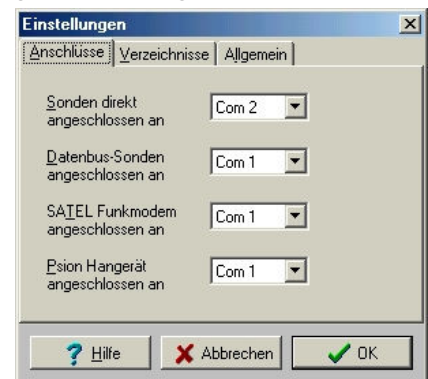 Einstellungen
Anschlüsse Verzeichnisse Allgemein
Sonden direkt
angeschlossen an
Com 2
Datenbus-Sonden
angeschlossen an
Com 1
SATEL Funkmodem
angeschlossen an
Com 1
Psion Hangerät
angeschlossen an
Com 1
? Hilfe Abbrechen OK